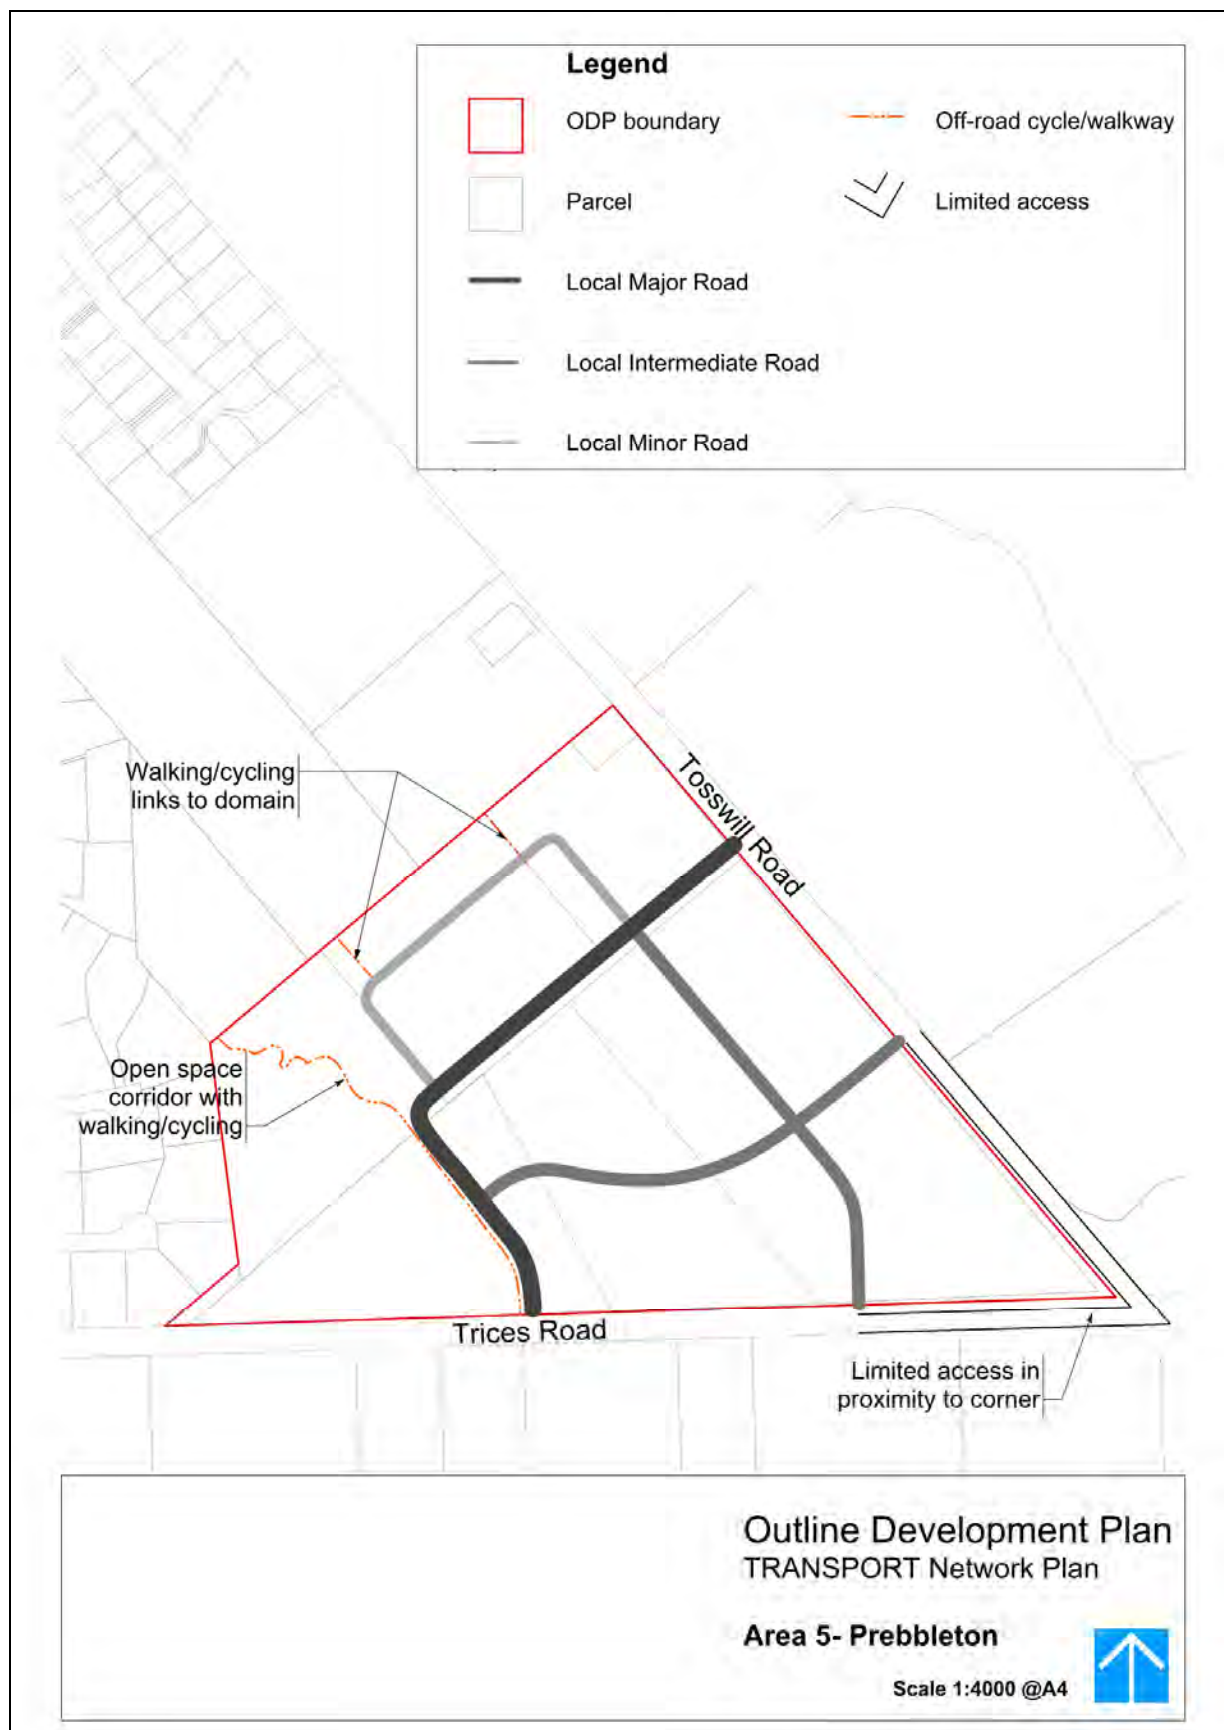 Legend
ODP boundary
Off-road cycle/walkway
Parcel
Limited access
Local Major Road
Local Intermediate Road
Local Minor Road
Walking/cycling
links to domain
Tosswill Road
Open space
corridor with
walking/cycling
Trices Road
Limited access in
proximity to corner
Outline Development Plan
TRANSPORT Network Plan
Area 5- Prebbleton
Scale 1:4000 @A4